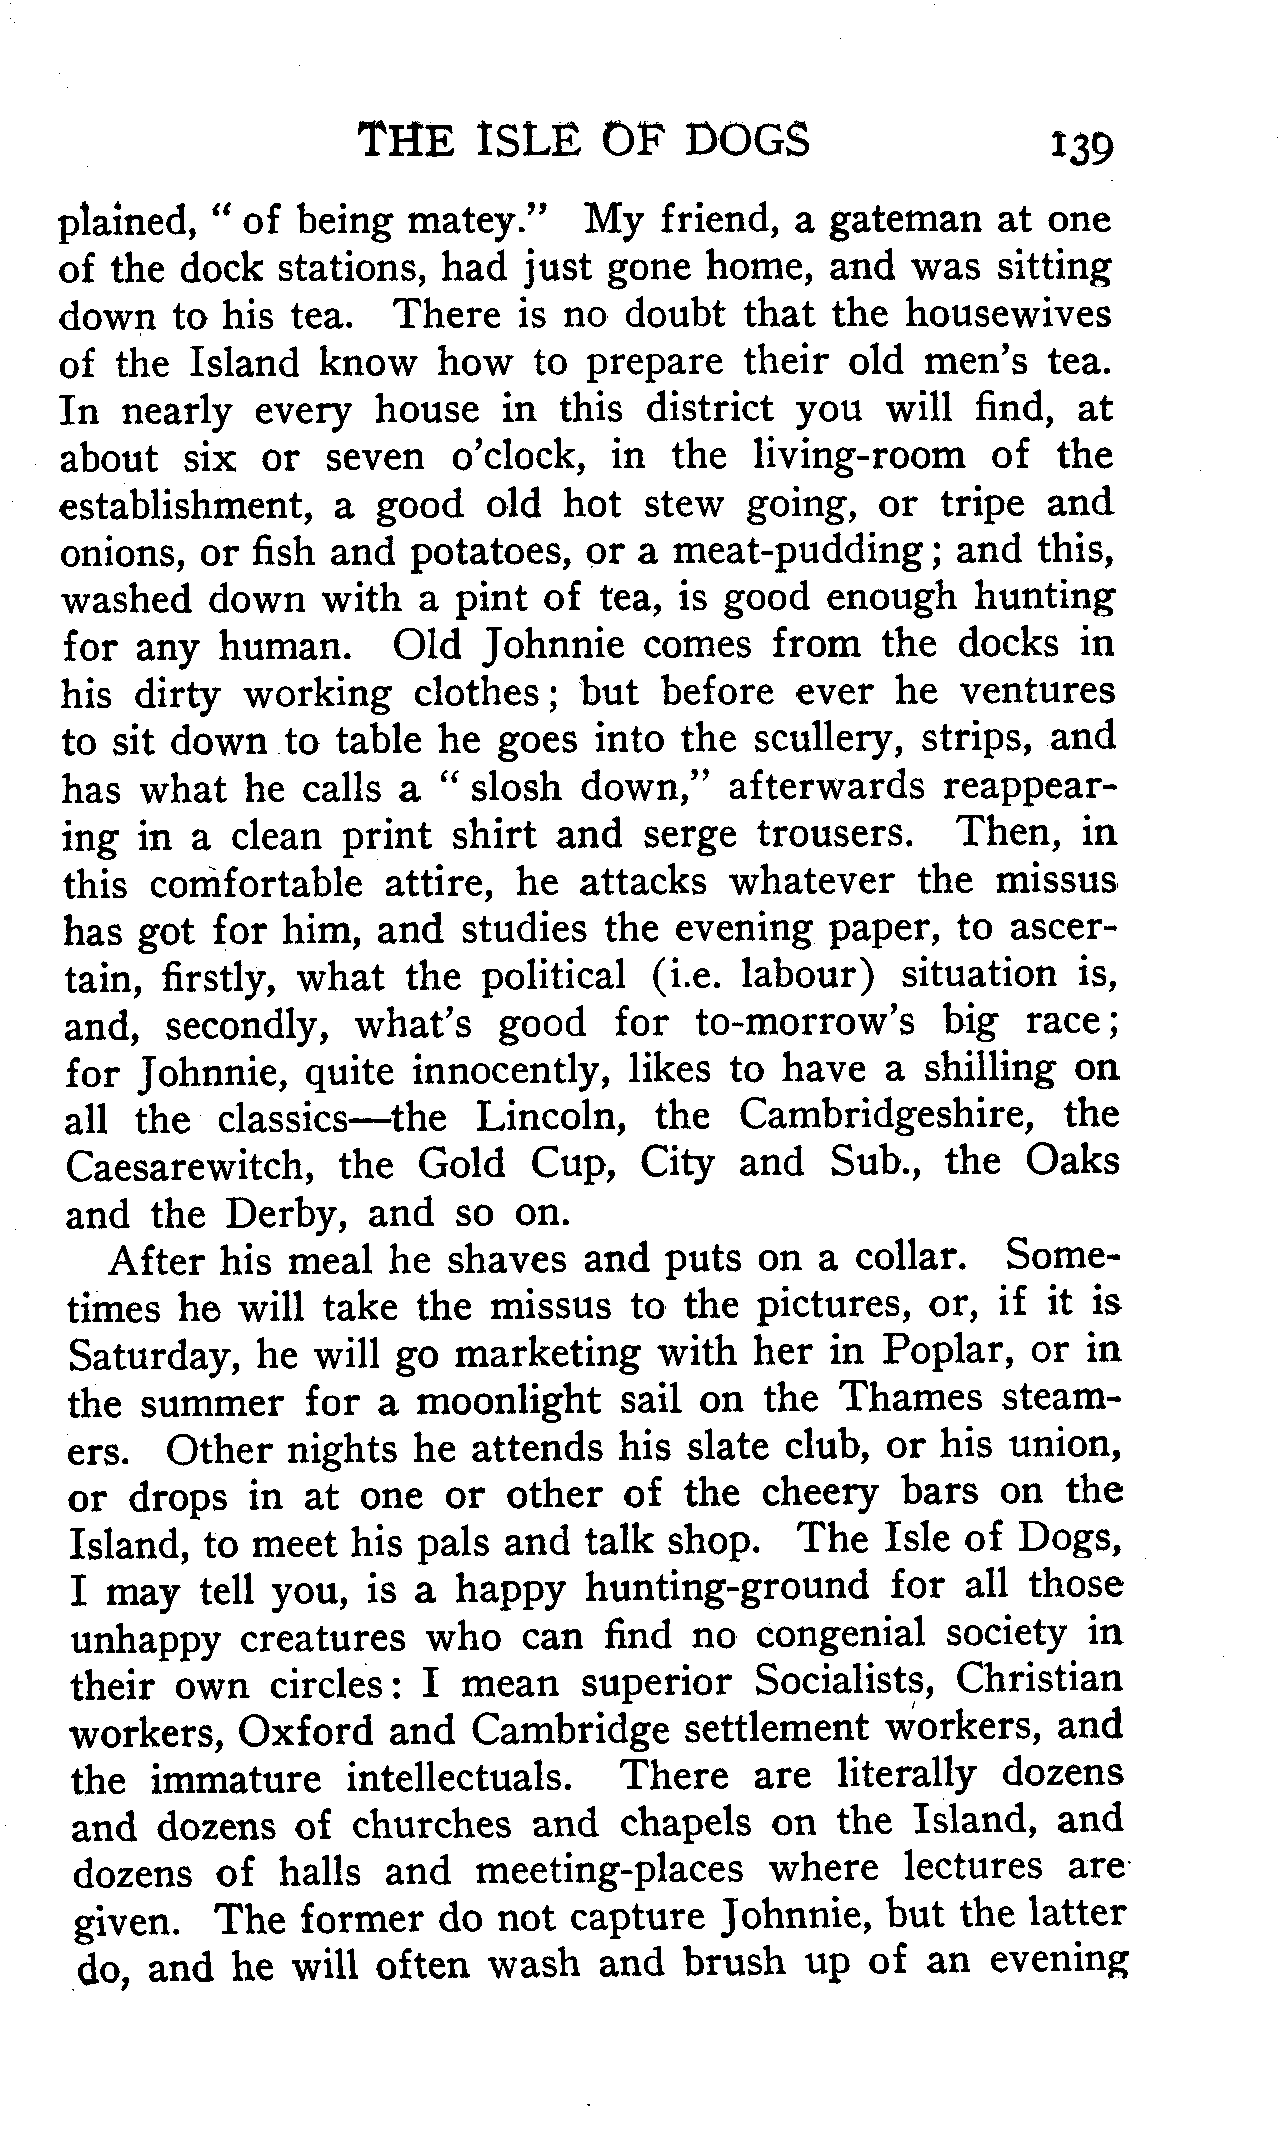 THE ISLE OF DOGS 139
plained, " of being matey." My friend, a gateman at one
of the dock stations, had just gone home, and was sitting
down to his tea. There is no doubt that the housewives
of the Island know how to prepare their old men's tea.
In nearly every house in this district you will find, at
about six or seven o'clock, in the living-room of the
establishment, a good old hot stew going, or tripe and
onions, or fish and potatoes, or a meat-pudding; and this,
washed down with a pint of tea, is good enough hunting
for any human. Old Johnnie comes from the docks in
his dirty working clothes; but before ever he ventures
to sit down to table he goes into the scullery, strips, and
has what he calls a " slosh down," afterwards reappear-
ing in a clean print shirt and serge trousers. Then, in
this comfortable attire, he attacks whatever the missus
has got for him, and studies the evening paper, to ascer-
tain, firstly, what the political (i.e. labour) situation is,
and, secondly, what's good for to-morrow's big race;
for Johnnie, quite innocently, likes to have a shilling on
all the classics—the Lincoln, the Cambridgeshire, the
Caesarewitch, the Gold Cup, City and Sub., the Oaks
and the Derby, and so on.
After his meal he shaves and puts on a collar. Some-
times he will take the missus to the pictures, or, if it is
Saturday, he will go marketing with her in Poplar, or in
the summer for a moonlight sail on the Thames steam-
ers. Other nights he attends his slate club, or his union,
or drops in at one or other of the cheery bars on the
Island, to meet his pals and talk shop. The Isle of Dogs,
I may tell you, is a happy hunting-ground for all those
unhappy creatures who can find no congenial society in
their own circles: I mean superior Socialists, Christian
workers, Oxford and Cambridge settlement workers, and
the immature intellectuals. There are literally dozens
and dozens of churches and chapels on the Island, and
dozens of halls and meeting-places where lectures are
given. The former do not capture Johnnie, but the latter
do, and he will often wash and brush up of an evening